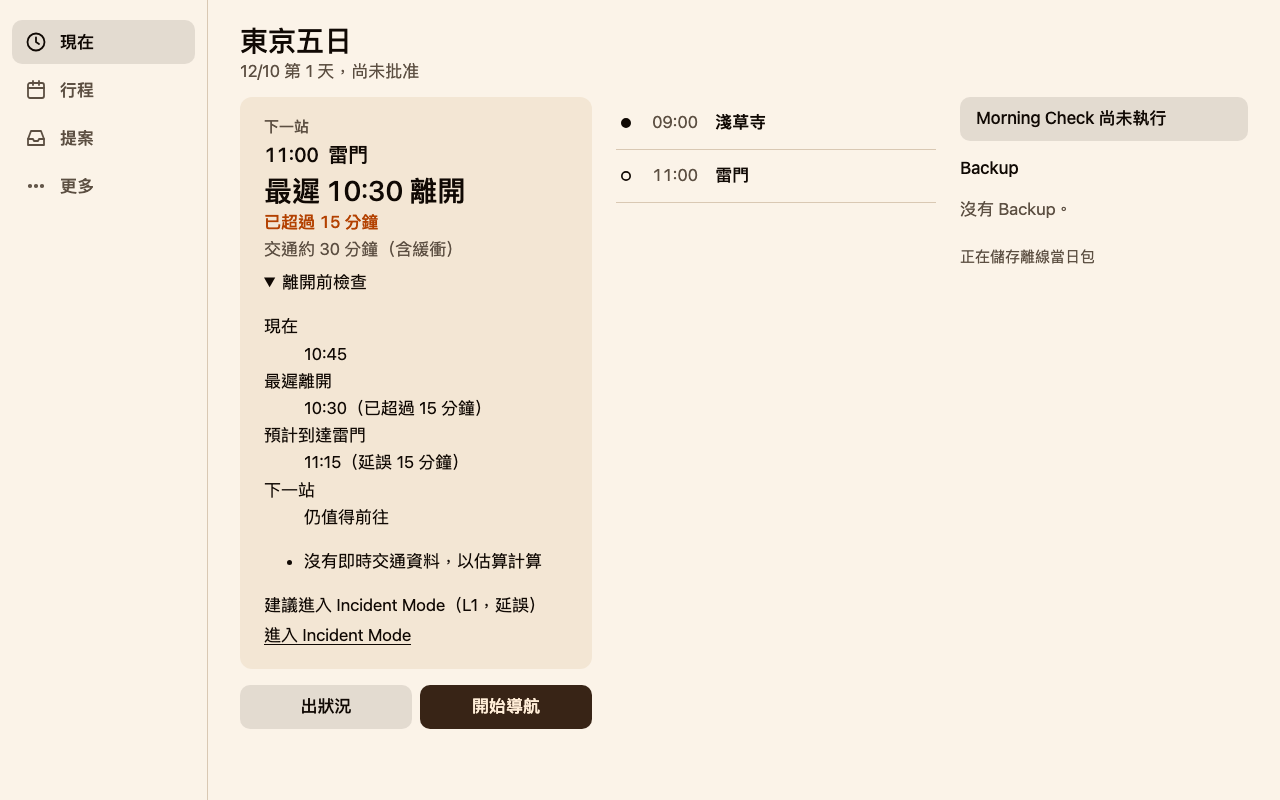 現在
行程
提案
更多
東京五日
12/10 第 1 天，尚未批准
下一站
11:00 雷門
最遲 10:30 離開
已超過 15 分鐘
交通約 30 分鐘（含緩衝）
▼ 離開前檢查
現在
10:45
最遲離開
10:30（已超過 15 分鐘）
預計到達雷門
11:15（延誤 15 分鐘）
下一站
仍值得前往
• 沒有即時交通資料，以估算計算
建議進入 Incident Mode（L1，延誤）
進入 Incident Mode
出狀況
開始導航
09:00 淺草寺
11:00 雷門
Morning Check 尚未執行
Backup
沒有 Backup。
正在儲存離線當日包